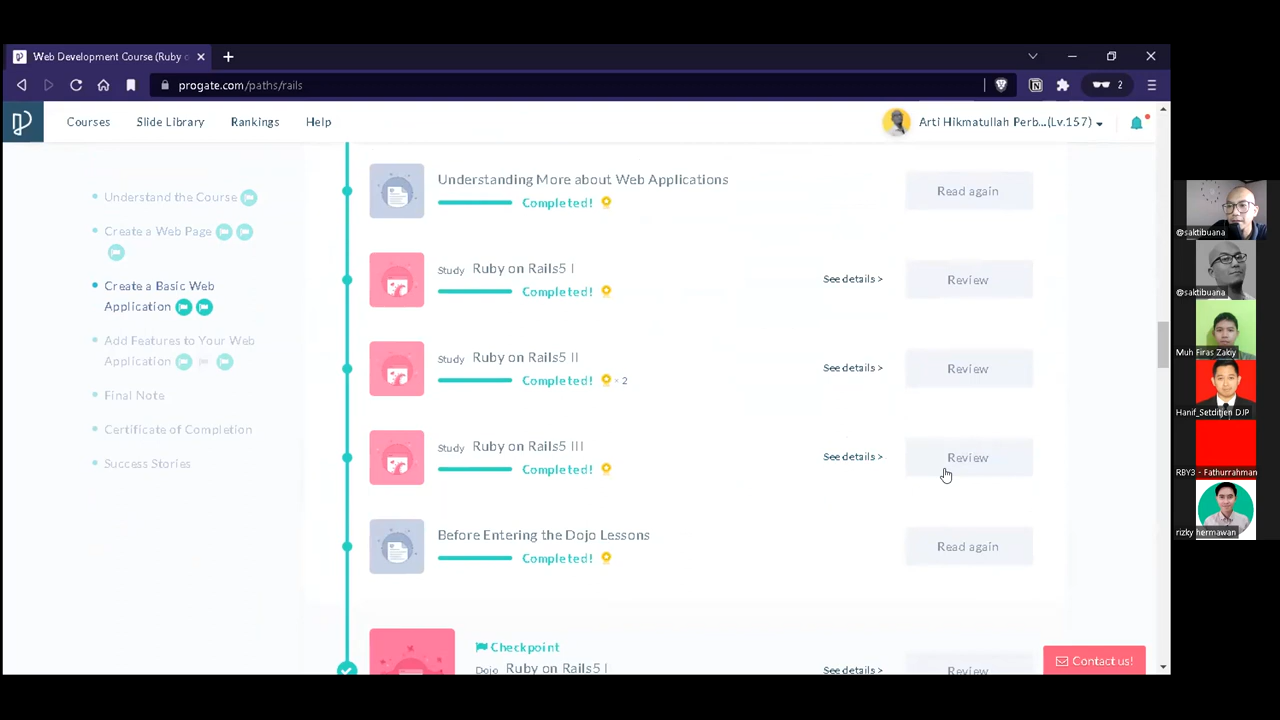 Web Development Course (Ruby o
progate.com/paths/rails
2
Courses
Slide Library
Rankings
Help
Arti Hikmatullah Perb...(Lv.157)
Understand the Course
Create a Web Page
Create a Basic Web
Application
Add Features to Your Web
Application
Final Note
Certificate of Completion
Success Stories
Understanding More about Web Applications
Completed!
Read again
Study Ruby on Rails5 I
Completed!
See details >
Review
Study Ruby on Rails5 II
Completed! × 2
See details >
Review
Study Ruby on Rails5 III
Completed!
See details >
Review
Before Entering the Dojo Lessons
Completed!
Read again
Checkpoint
Dojo Ruby on Rails5 I
See details >
Review
Contact us!
@saktibuana
@saktibuana
Muh Firas Zakiy
Hanif_Setditjen DJP
RBY3 - Fathurrahman
rizky hermawan